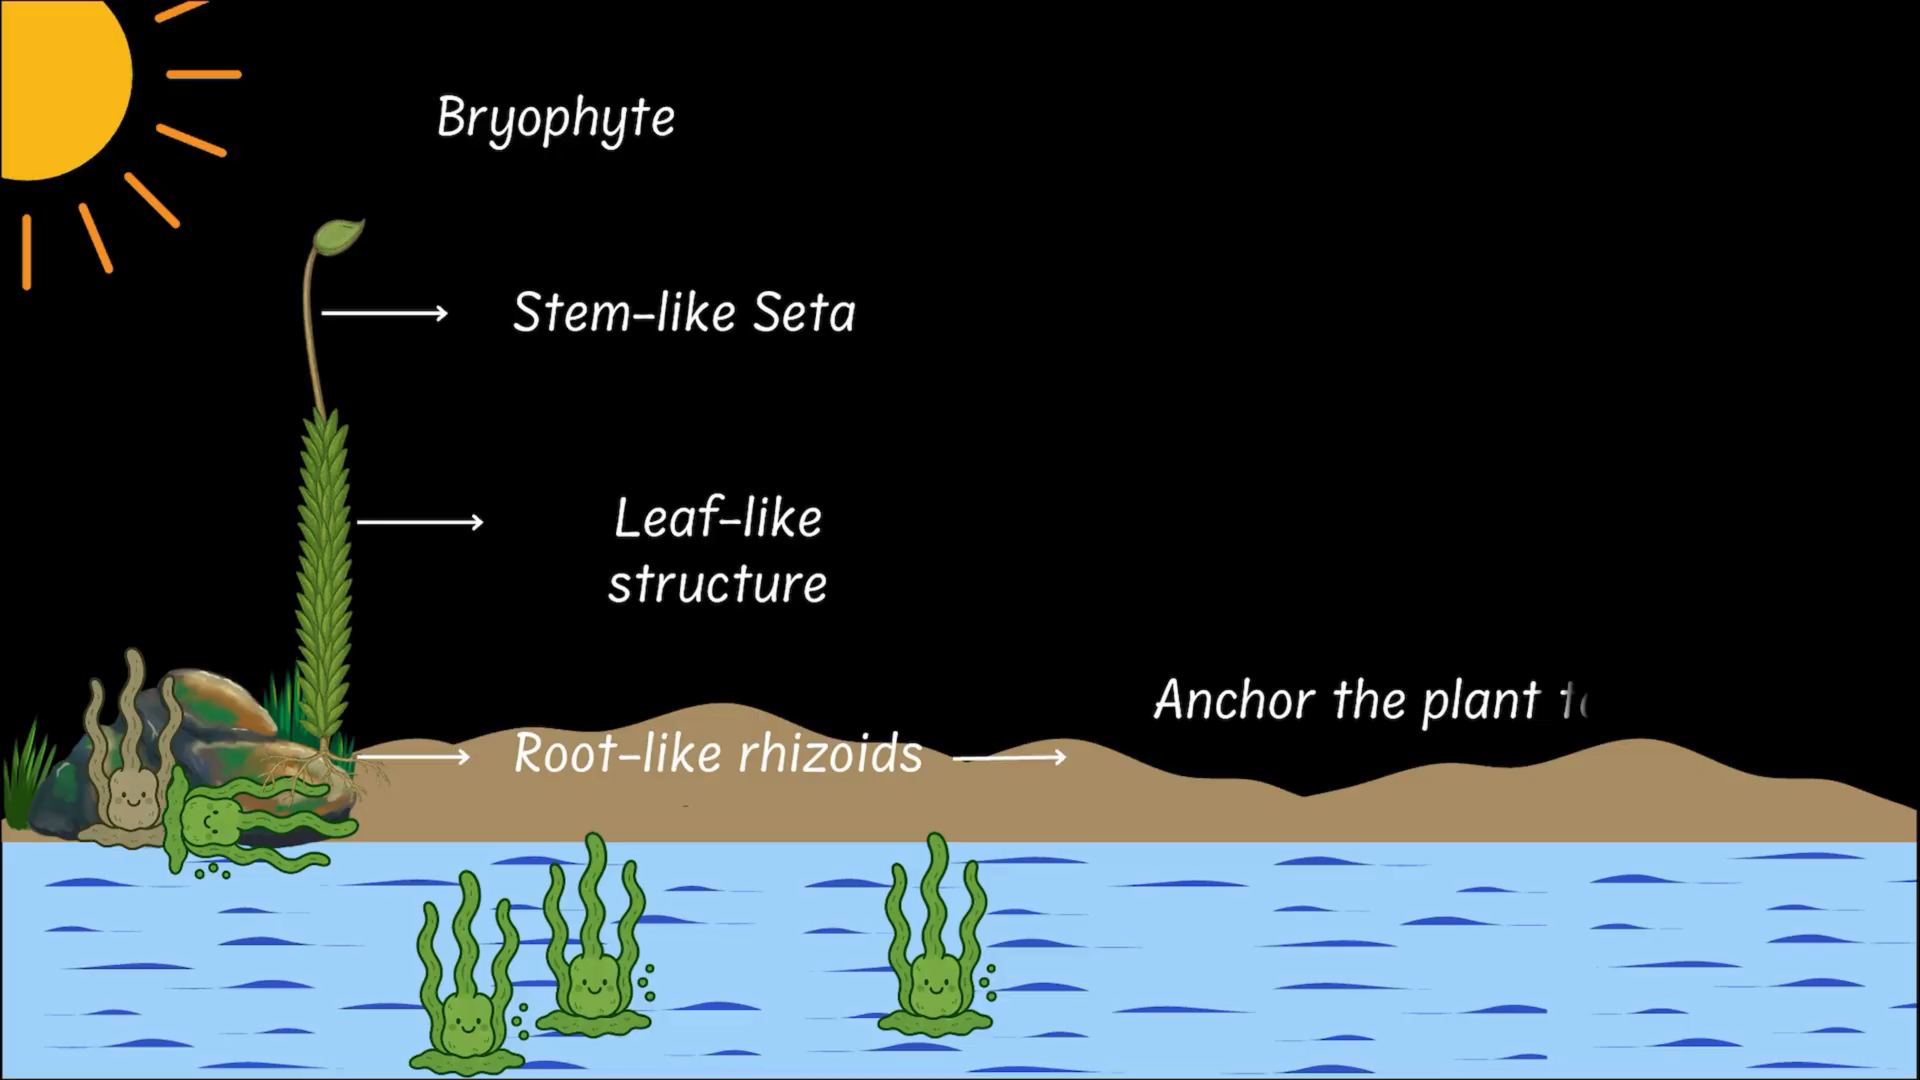 Bryophyte
Stem-like Seta
Leaf-like
structure
Anchor the plant
Root-like rhizoids